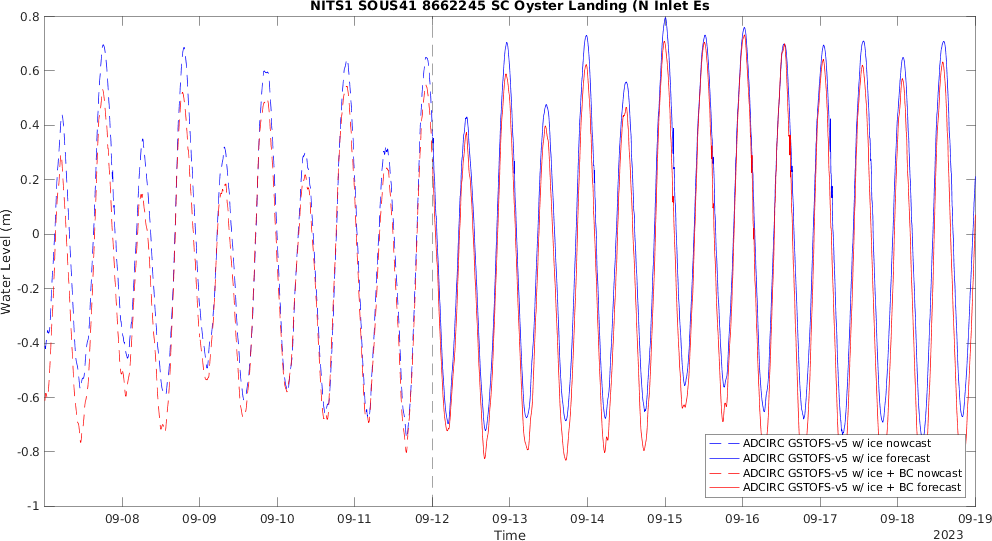 NITS1 SOUS41 8662245 SC Oyster Landing (N Inlet Es
0.8
0.6
0.4
0.2
0
-0.2
-0.4
-0.6
-0.8
-1
Water Level (m)
09-08 09-09 09-10 09-11 09-12 09-13 09-14 09-15 09-16 09-17 09-18 09-19
Time
2023
ADCIRC GSTOFS-v5 w/ ice nowcast
ADCIRC GSTOFS-v5 w/ ice forecast
ADCIRC GSTOFS-v5 w/ ice + BC nowcast
ADCIRC GSTOFS-v5 w/ ice + BC forecast